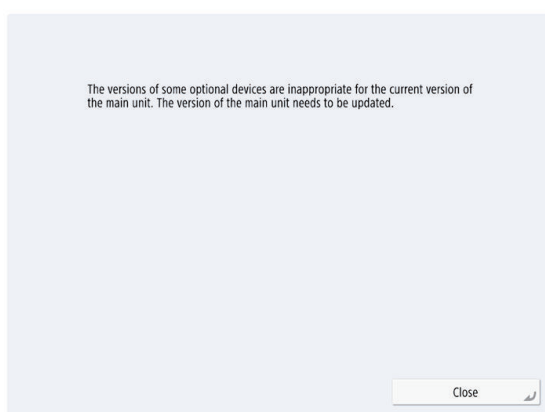 The versions of some optional devices are inappropriate for the current version of
the main unit. The version of the main unit needs to be updated.
Close